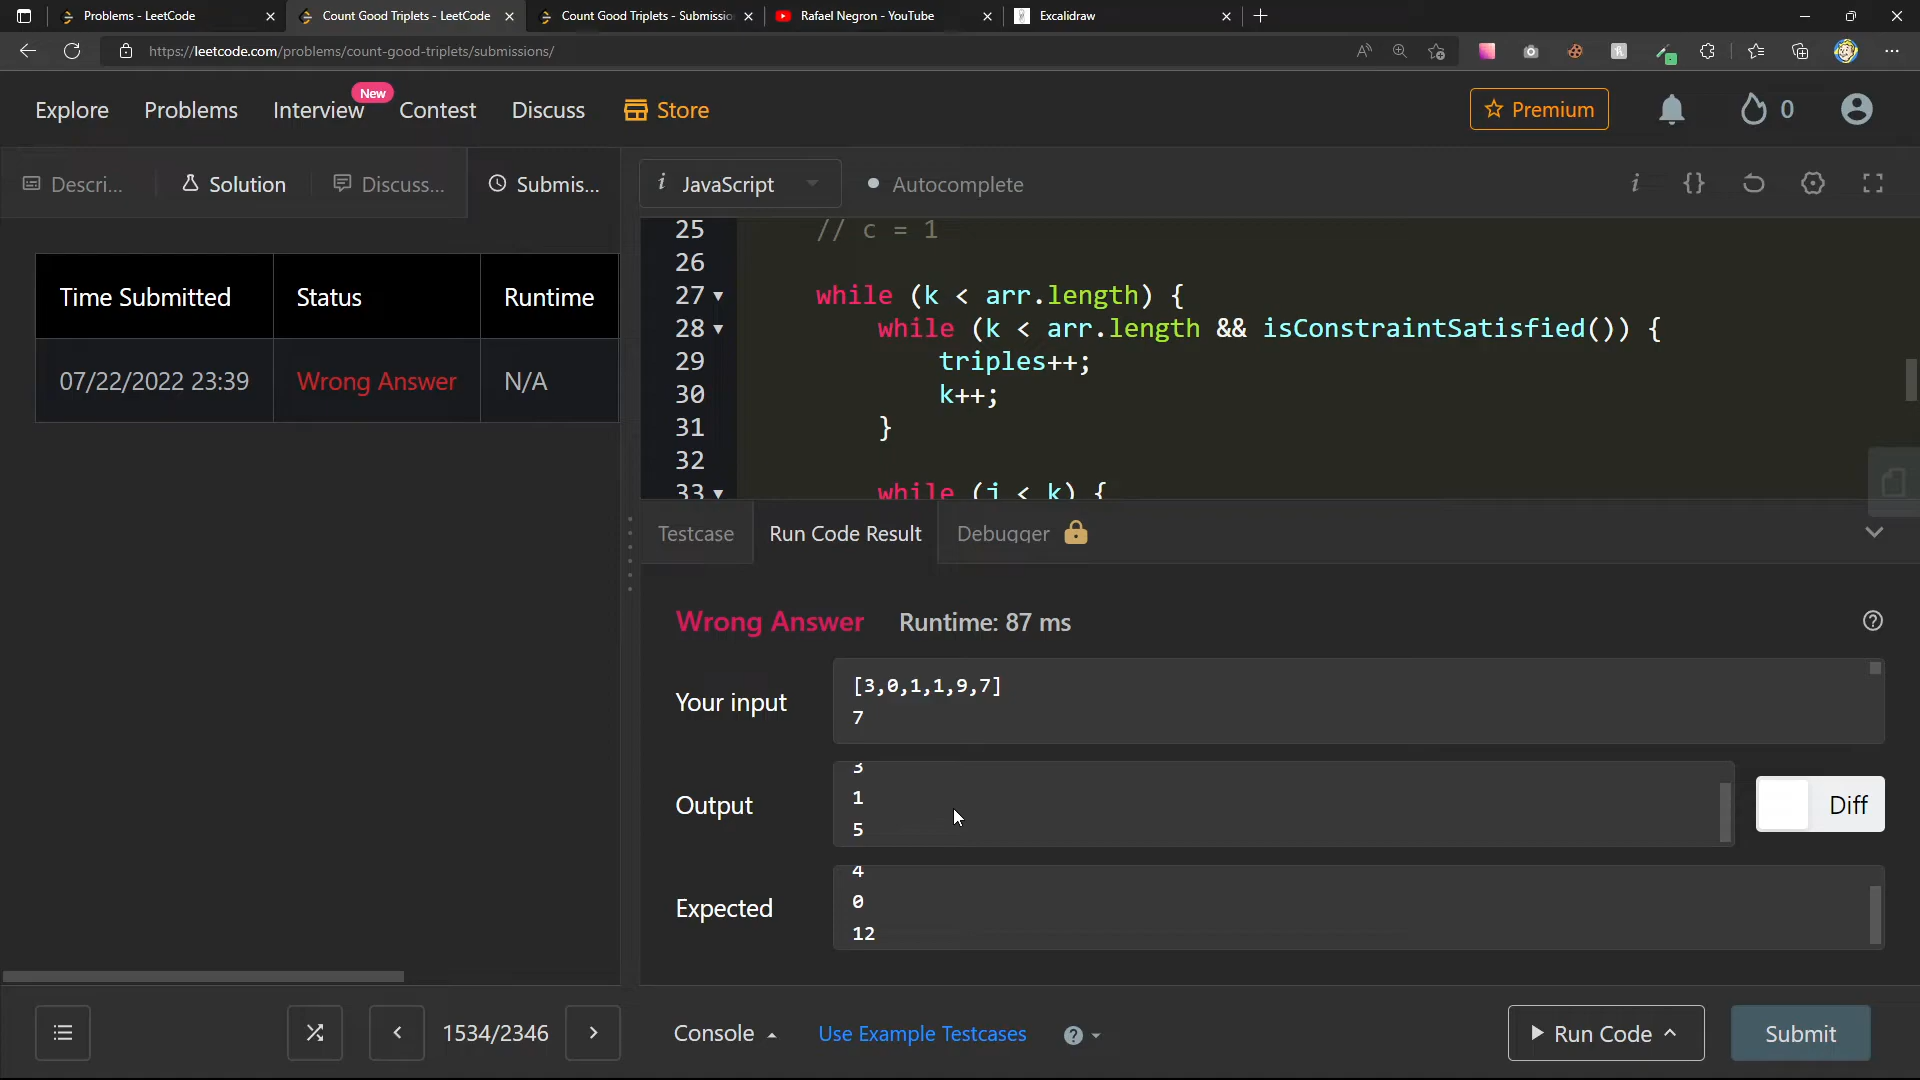 Problems - LeetCode
Count Good Triplets - LeetCode
Count Good Triplets - Submissio
Rafael Negron - YouTube
Excalidraw
https://leetcode.com/problems/count-good-triplets/submissions/
Explore
Problems
Interview
New
Contest
Discuss
Store
Premium
0
Descri...
Solution
Discuss...
Submis...
i JavaScript
Autocomplete
i {}
Time Submitted Status Runtime
07/22/2022 23:39 Wrong Answer N/A
25 // c = 1
26
27 while (k < arr.length) {
28 while (k < arr.length && isConstraintSatisfied()) {
29 triples++;
30 k++;
31 }
32
33 while (j < k) {
Testcase
Run Code Result
Debugger
Wrong Answer Runtime: 87 ms
Your input
[3,0,1,1,9,7]
7
Output
3
1
5
Diff
Expected
4
0
12
1534/2346
Console
Use Example Testcases
Run Code
Submit